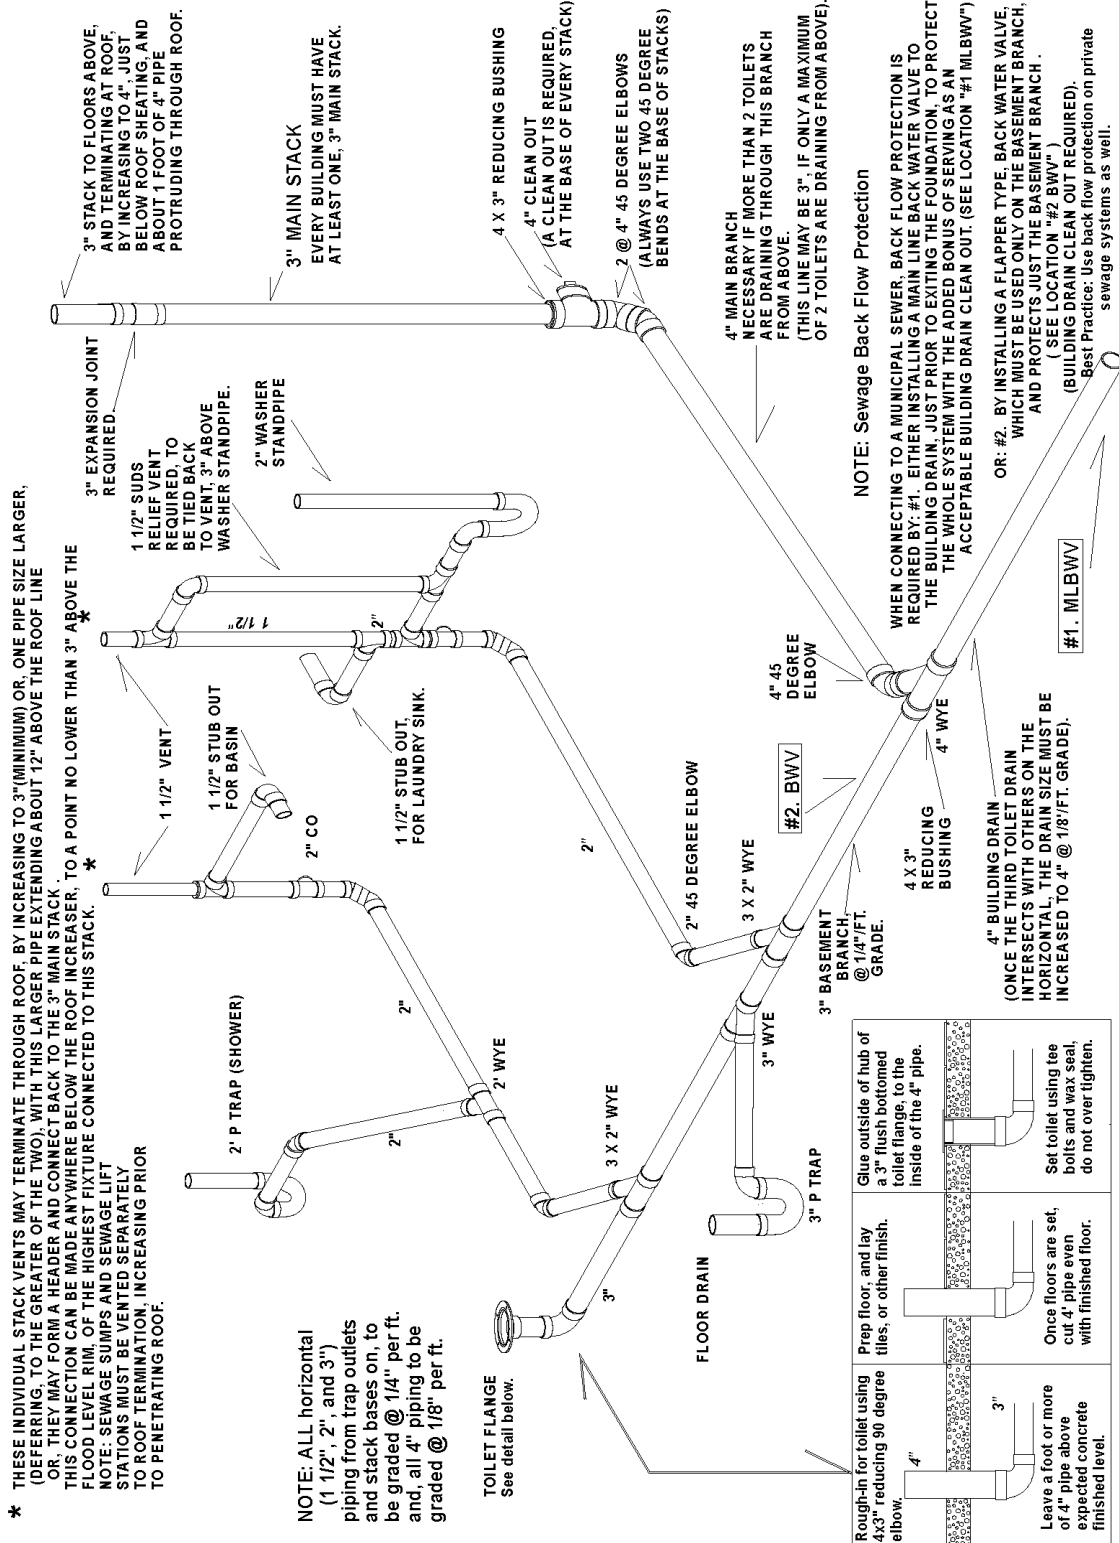 * THESE INDIVIDUAL STACK VENTS MAY TERMINATE THROUGH ROOF, BY INCREASING TO 3"(MINIMUM) OR, ONE PIPE SIZE LARGER,
(DEFERRING, TO THE GREATER OF THE TWO), WITH THIS LARGER PIPE EXTENDING ABOUT 12" ABOVE THE ROOF LINE
OR, THEY MAY FORM A HEADER AND CONNECT BACK TO THE 3" MAIN STACK .
THIS CONNECTION CAN BE MADE ANYWHERE BELOW THE ROOF INCREASER, TO A POINT NO LOWER THAN 3" ABOVE THE
FLOOD LEVEL RIM, OF THE HIGHEST FIXTURE CONNECTED TO THIS STACK.
NOTE: SEWAGE SUMPS AND SEWAGE LIFT
STATIONS MUST BE VENTED SEPARATELY
TO ROOF TERMINATION, INCREASING PRIOR
TO PENETRATING ROOF.
*
*
3" STACK TO FLOORS ABOVE,
AND TERMINATING AT ROOF,
BY INCREASING TO 4", JUST
BELOW ROOF SHEATING, AND
ABOUT 1 FOOT OF 4" PIPE
PROTRUDING THROUGH ROOF.
3" EXPANSION JOINT
REQUIRED.
3" MAIN STACK
EVERY BUILDING MUST HAVE
AT LEAST ONE, 3" MAIN STACK.
1 1/2" SUDS
RELIEF VENT
REQUIRED, TO
BE TIED BACK
TO VENT, 3" ABOVE
WASHER STANDPIPE.
2" WASHER
STANDPIPE
1 1/2" VENT
1 1/2" STUB OUT
FOR BASIN
2" CO
1 1/2"
2"
1 1/2" STUB OUT,
FOR LAUNDRY SINK.
2' P TRAP (SHOWER)
2"
2"
2' WYE
NOTE: ALL horizontal
(1 1/2", 2", and 3")
piping from trap outlets
and stack bases on, to
be graded @ 1/4" per ft.
and, all 4" piping to be
graded @ 1/8" per ft.
4 X 3" REDUCING BUSHING
4" CLEAN OUT
(A CLEAN OUT IS REQUIRED,
AT THE BASE OF EVERY STACK)
2 @ 4" 45 DEGREE ELBOWS
(ALWAYS USE TWO 45 DEGREE
BENDS AT THE BASE OF STACKS)
4" MAIN BRANCH
NECESSARY IF MORE THAN 2 TOILETS
ARE DRAINING THROUGH THIS BRANCH
FROM ABOVE.
(THIS LINE MAY BE 3", IF ONLY A MAXIMUM
OF 2 TOILETS ARE DRAINING FROM ABOVE).
TOILET FLANGE
See detail below.
3"
3 X 2" WYE
2"
2" 45 DEGREE ELBOW
3 X 2" WYE
FLOOR DRAIN
3" P TRAP
3" WYE
3" BASEMENT
BRANCH,
@ 1/4"/FT.
GRADE.
#2. BWV
4" 45
DEGREE
ELBOW
4" WYE
4 X 3"
REDUCING
BUSHING
4" BUILDING DRAIN
(ONCE THE THIRD TOILET DRAIN
INTERSECTS WITH OTHERS ON THE
HORIZONTAL, THE DRAIN SIZE MUST BE
INCREASED TO 4" @ 1/8'/FT. GRADE).
#1. MLBWV
NOTE: Sewage Back Flow Protection
WHEN CONNECTING TO A MUNICIPAL SEWER, BACK FLOW PROTECTION IS
REQUIRED BY: #1. EITHER INSTALLING A MAIN LINE BACK WATER VALVE TO
THE BUILDING DRAIN, JUST PRIOR TO EXITING THE FOUNDATION, TO PROTECT
THE WHOLE SYSTEM WITH THE ADDED BONUS OF SERVING AS AN
ACCEPTABLE BUILDING DRAIN CLEAN OUT. (SEE LOCATION "#1 MLBWV")
OR: #2. BY INSTALLING A FLAPPER TYPE, BACK WATER VALVE,
WHICH MUST BE USED ONLY ON THE BASEMENT BRANCH,
AND PROTECTS JUST THE BASEMENT BRANCH .
( SEE LOCATION "#2 BWV" )
(BUILDING DRAIN CLEAN OUT REQUIRED).
Best Practice: Use back flow protection on private
sewage systems as well.
Rough-in for toilet using
4x3" reducing 90 degree
elbow.
4"
3"
Leave a foot or more
of 4" pipe above
expected concrete
finished level.
Prep floor, and lay
tiles, or other finish.
Once floors are set,
cut 4' pipe even
with finished floor.
Glue outside of hub of
a 3" flush bottomed
toilet flange, to the
inside of the 4" pipe.
Set toilet using tee
bolts and wax seal,
do not over tighten.